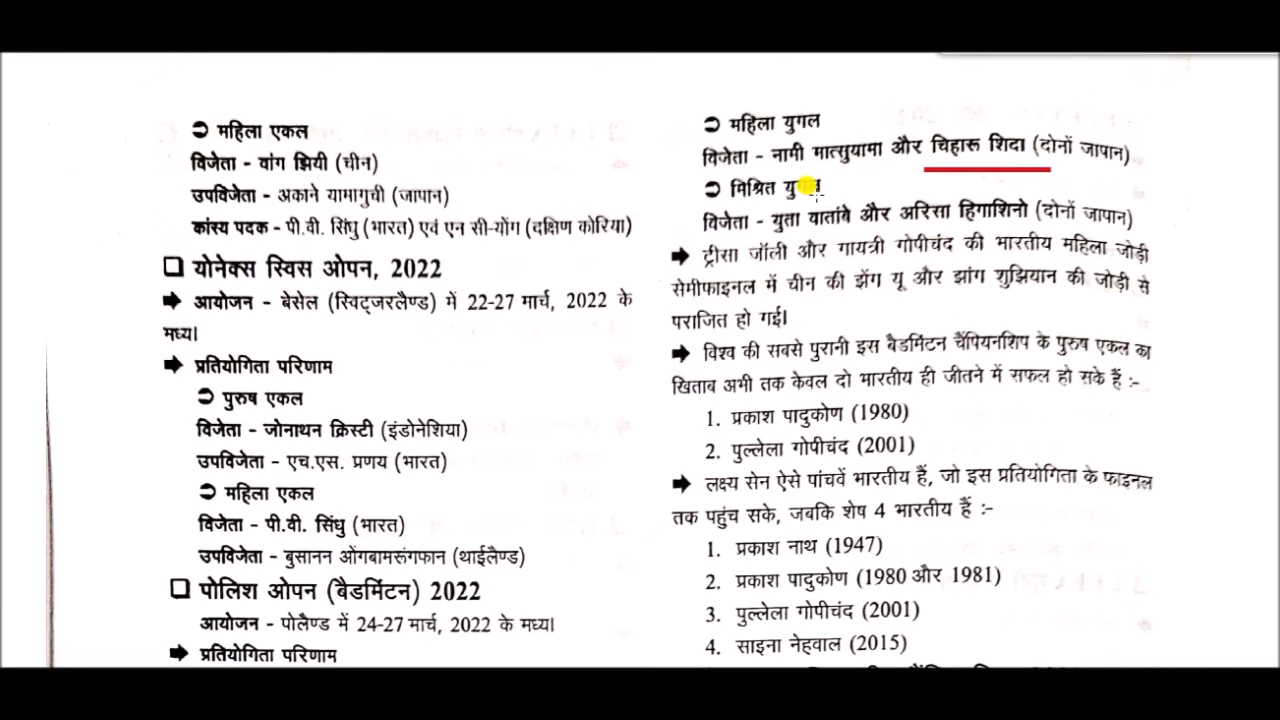 ➲ महिला एकल
विजेता - वांग झियी (चीन)
उपविजेता - अकाने यामागुची (जापान)
कांस्य पदक - पी.वी. सिंधु (भारत) एवं एन सी-योंग (दक्षिण कोरिया)
❑ योनेक्स स्विस ओपन, 2022
➡ आयोजन - बेसेल (स्विट्जरलैण्ड) में 22-27 मार्च, 2022 के
मध्य।
➡ प्रतियोगिता परिणाम
➲ पुरुष एकल
विजेता - जोनाथन क्रिस्टी (इंडोनेशिया)
उपविजेता - एच.एस. प्रणय (भारत)
➲ महिला एकल
विजेता - पी.वी. सिंधु (भारत)
उपविजेता - बुसानन ओंगबामरूंगफान (थाईलैण्ड)
❑ पोलिश ओपन (बैडमिंटन) 2022
आयोजन - पोलैण्ड में 24-27 मार्च, 2022 के मध्य।
➡ प्रतियोगिता परिणाम
➲ महिला युगल
विजेता - नामी मात्सुयामा और चिहारू शिदा (दोनों जापान)
➲ मिश्रित युगल
विजेता - युता वातांबे और अरिसा हिगाशिनो (दोनों जापान)
➡ ट्रीसा जॉली और गायत्री गोपीचंद की भारतीय महिला जोड़ी
सेमीफाइनल में चीन की झेंग यू और झांग शुझियान की जोड़ी से
पराजित हो गई।
➡ विश्व की सबसे पुरानी इस बैडमिंटन चैंपियनशिप के पुरुष एकल का
खिताब अभी तक केवल दो भारतीय ही जीतने में सफल हो सके हैं :-
1. प्रकाश पादुकोण (1980)
2. पुल्लेला गोपीचंद (2001)
➡ लक्ष्य सेन ऐसे पांचवें भारतीय हैं, जो इस प्रतियोगिता के फाइनल
तक पहुंच सके, जबकि शेष 4 भारतीय हैं :-
1. प्रकाश नाथ (1947)
2. प्रकाश पादुकोण (1980 और 1981)
3. पुल्लेला गोपीचंद (2001)
4. साइना नेहवाल (2015)